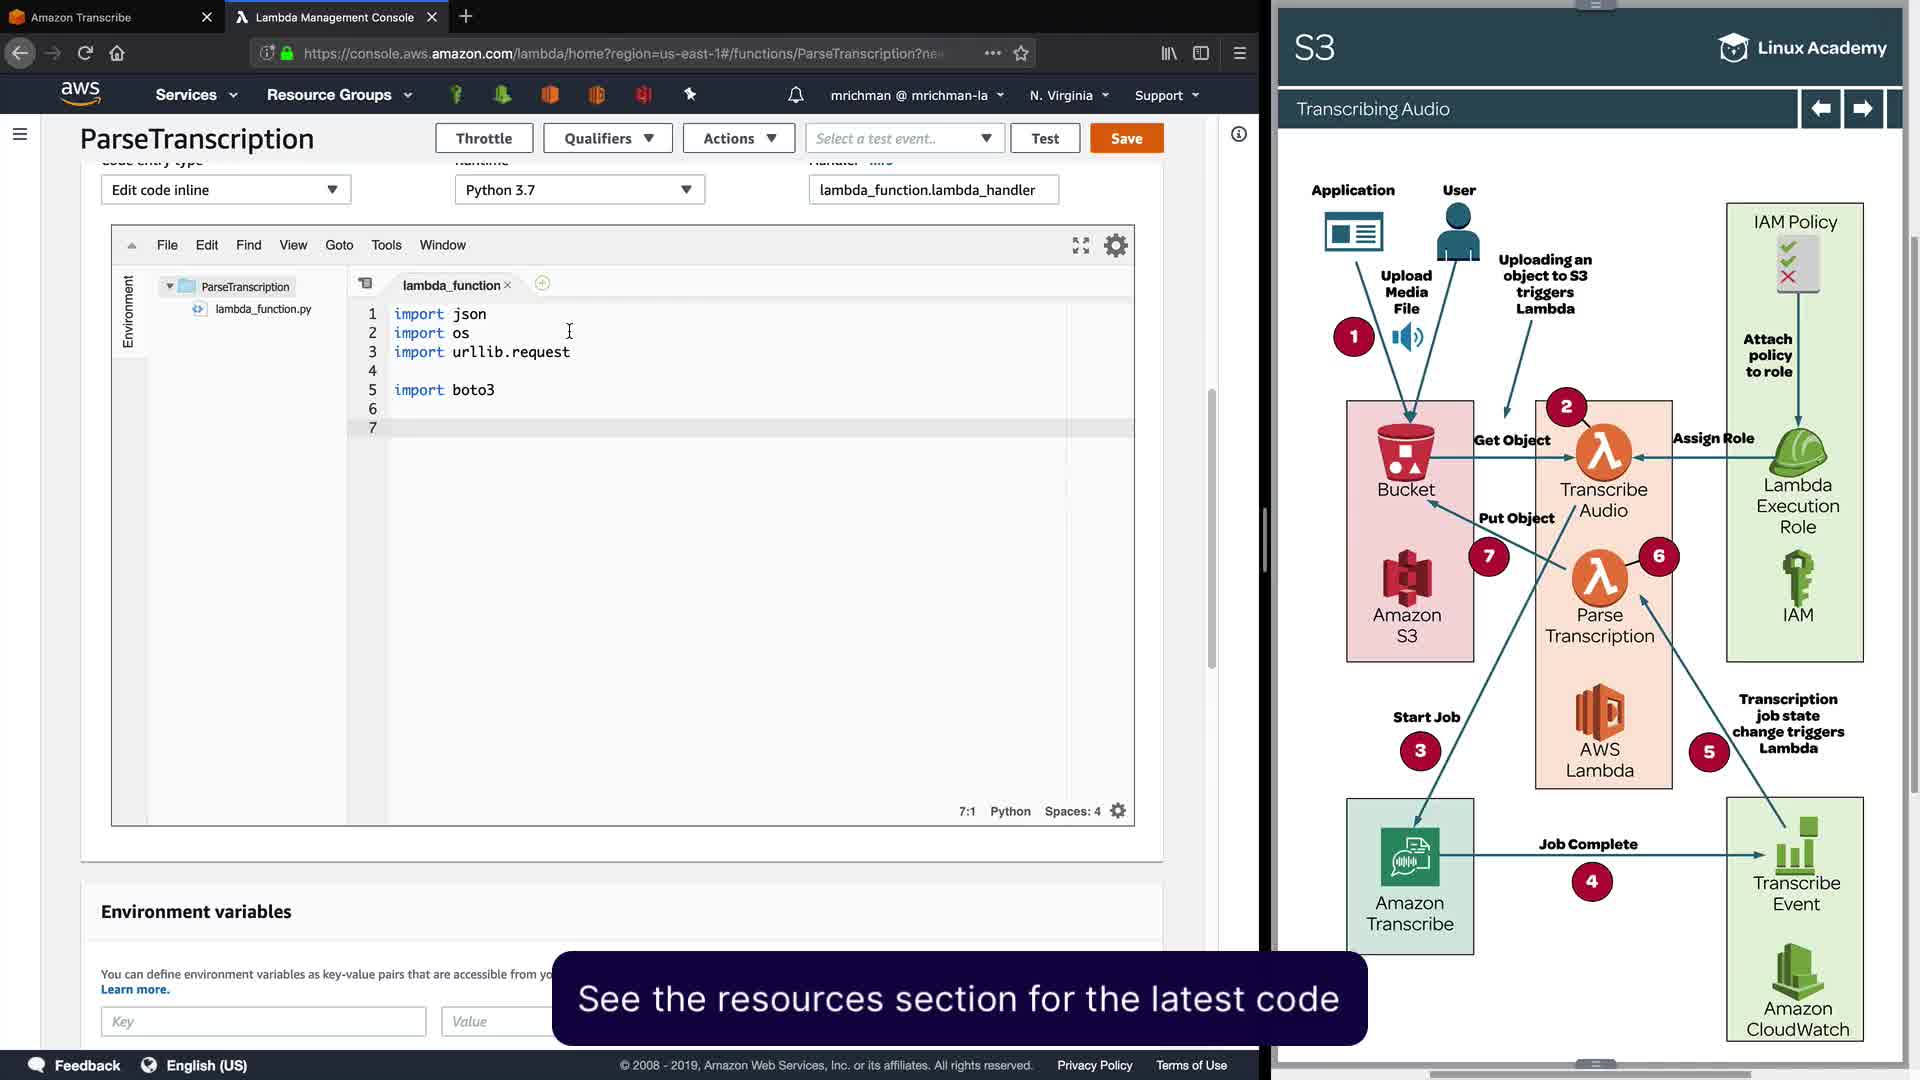 Amazon Transcribe
Lambda Management Console
https://console.aws.amazon.com/lambda/home?region=us-east-1#/functions/ParseTranscription?ne
aws
Services
Resource Groups
mrichman @ mrichman-la
N. Virginia
Support
ParseTranscription
Throttle
Qualifiers
Actions
Select a test event..
Test
Save
Code entry type
Runtime
Handler Info
Edit code inline
Python 3.7
lambda_function.lambda_handler
File Edit Find View Goto Tools Window
Environment
ParseTranscription
lambda_function.py
lambda_function
1 import json
2 import os
3 import urllib.request
4
5 import boto3
6
7
7:1 Python Spaces: 4
Environment variables
You can define environment variables as key-value pairs that are accessible from yo
Learn more.
Key
Value
See the resources section for the latest code
Feedback
English (US)
© 2008 - 2019, Amazon Web Services, Inc. or its affiliates. All rights reserved.
Privacy Policy
Terms of Use
S3
Linux Academy
Transcribing Audio
Application
User
Upload
Media
File
Uploading an
object to S3
triggers
Lambda
IAM Policy
1
Attach
policy
to role
2
Get Object
Assign Role
Bucket
Transcribe
Audio
Lambda
Execution
Role
Put Object
7
6
Amazon
S3
Parse
Transcription
IAM
Start Job
3
AWS
Lambda
Transcription
job state
change triggers
Lambda
5
Job Complete
4
Amazon
Transcribe
Transcribe
Event
Amazon
CloudWatch